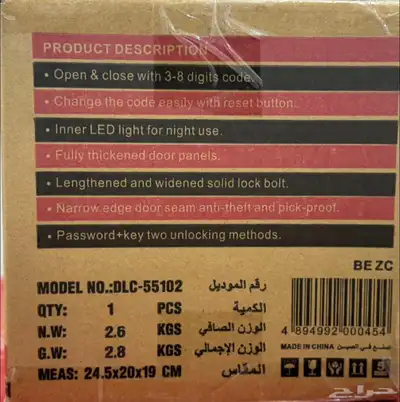 PRODUCT DESCRIPTION
• Open & close with 3-8 digits code.
• Change the code easily with reset button.
• Inner LED light for night use.
• Fully thickened door panels.
• Lengthened and widened solid lock bolt.
• Narrow edge door seam anti-theft and pick-proof.
• Password+key two unlocking methods.
BE ZC
MODEL NO.:DLC-55102 رقم الموديل
QTY: 1 PCS الكمية
N.W: 2.6 KGS الوزن الصافي
G.W: 2.8 KGS الوزن الإجمالي
MEAS: 24.5x20x19 CM المقاس
4 894992 000454
MADE IN CHINA صنع في الصين
حراج